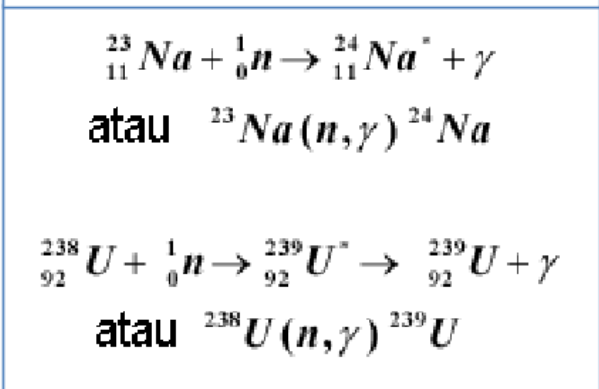 ²³₁₁Na + ¹₀n → ²⁴₁₁Na* + γ
atau ²³Na(n,γ)²⁴Na
²³⁸₉₂U + ¹₀n → ²³⁹₉₂U* → ²³⁹₉₂U + γ
atau ²³⁸U(n,γ)²³⁹U